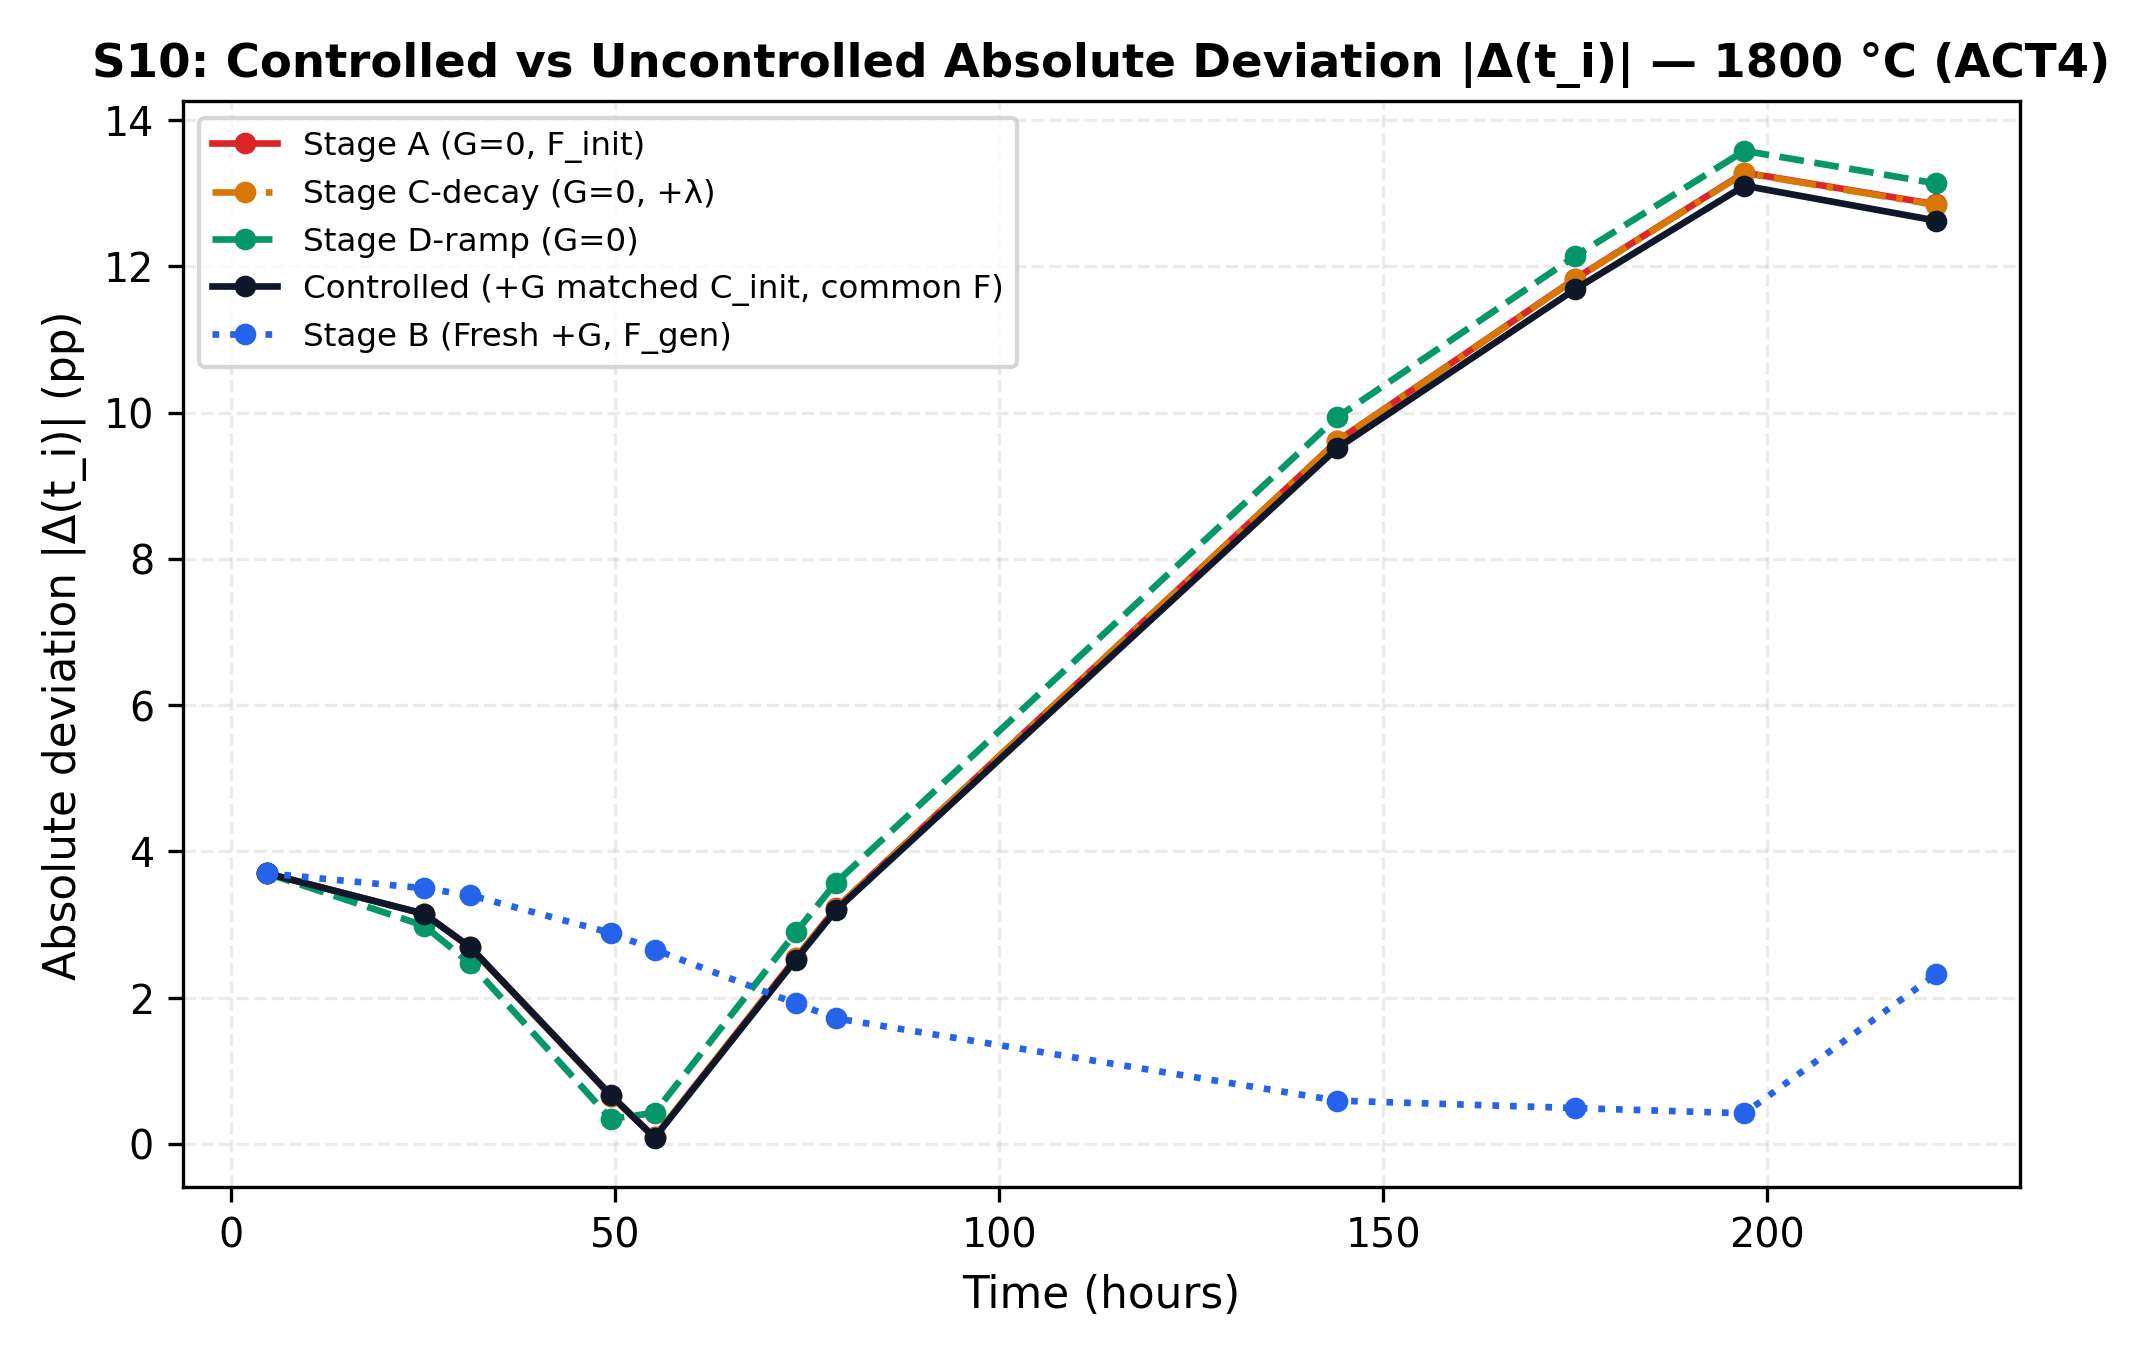 S10: Controlled vs Uncontrolled Absolute Deviation |Δ(t_i)| — 1800 °C (ACT4)
Absolute deviation |Δ(t_i)| (pp)
14
12
10
8
6
4
2
0
Stage A (G=0, F_init)
Stage C-decay (G=0, +λ)
Stage D-ramp (G=0)
Controlled (+G matched C_init, common F)
Stage B (Fresh +G, F_gen)
0 50 100 150 200
Time (hours)